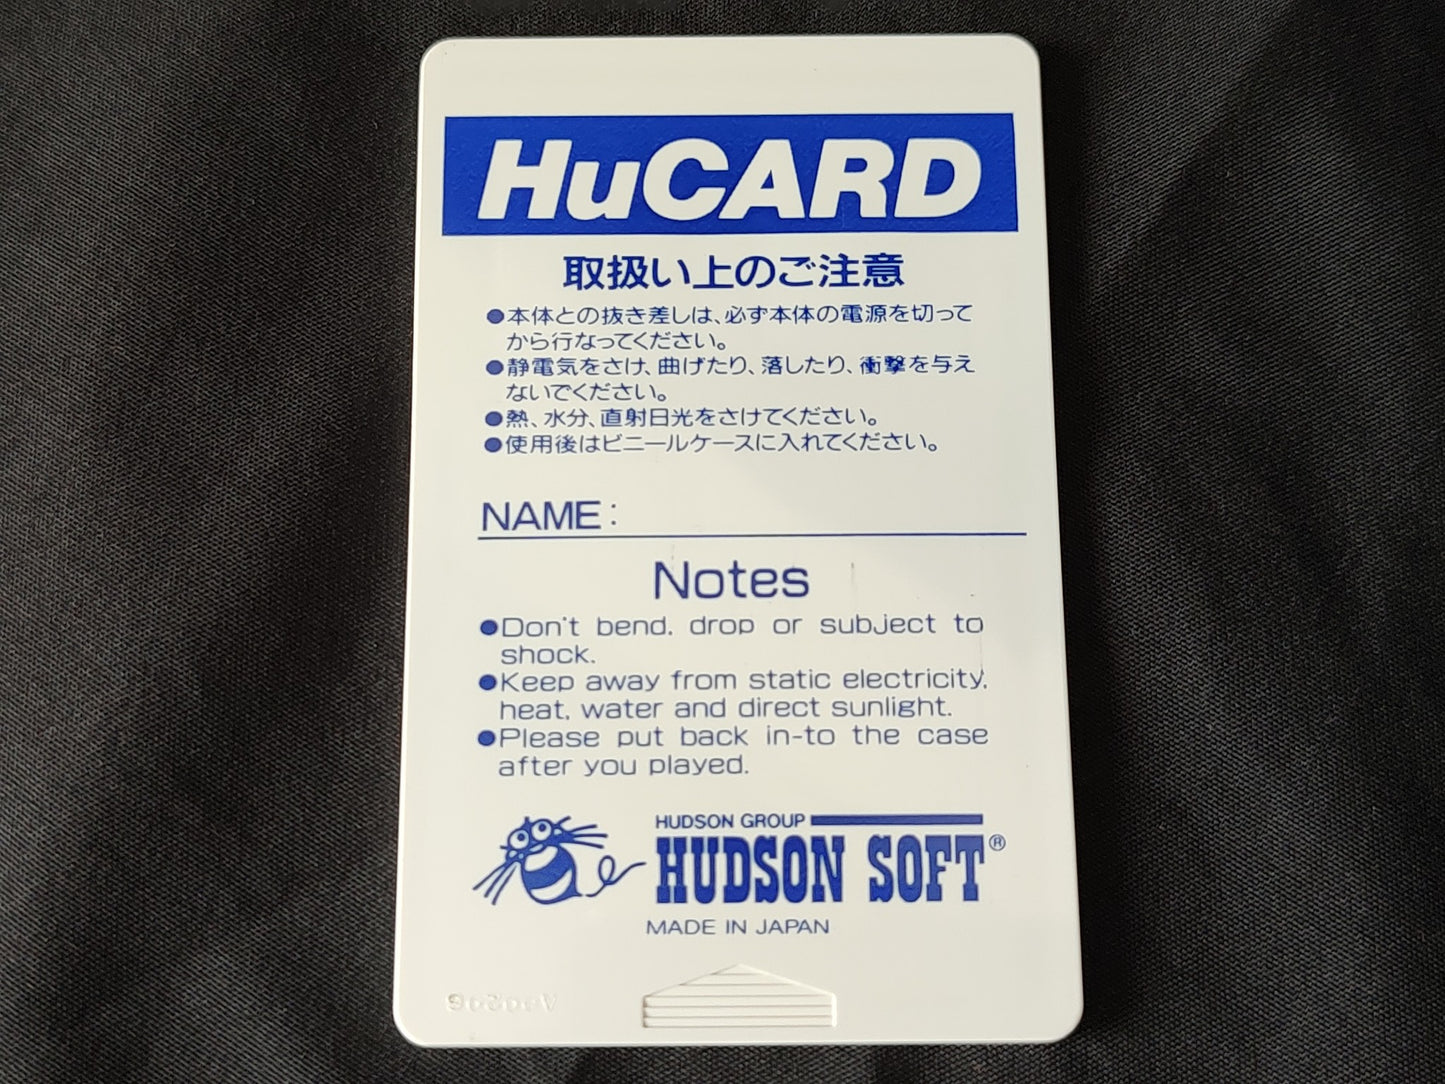 HuCARD
取扱い上のご注意
●本体との抜き差しは、必ず本体の電源を切って
から行なってください。
●静電気をさけ、曲げたり、落したり、衝撃を与え
ないでください。
●熱、水分、直射日光をさけてください。
●使用後はビニールケースに入れてください。
NAME:
Notes
●Don't bend, drop or subject to
shock.
●Keep away from static electricity,
heat, water and direct sunlight.
●Please put back in-to the case
after you played.
HUDSON GROUP
HUDSON SOFT®
MADE IN JAPAN